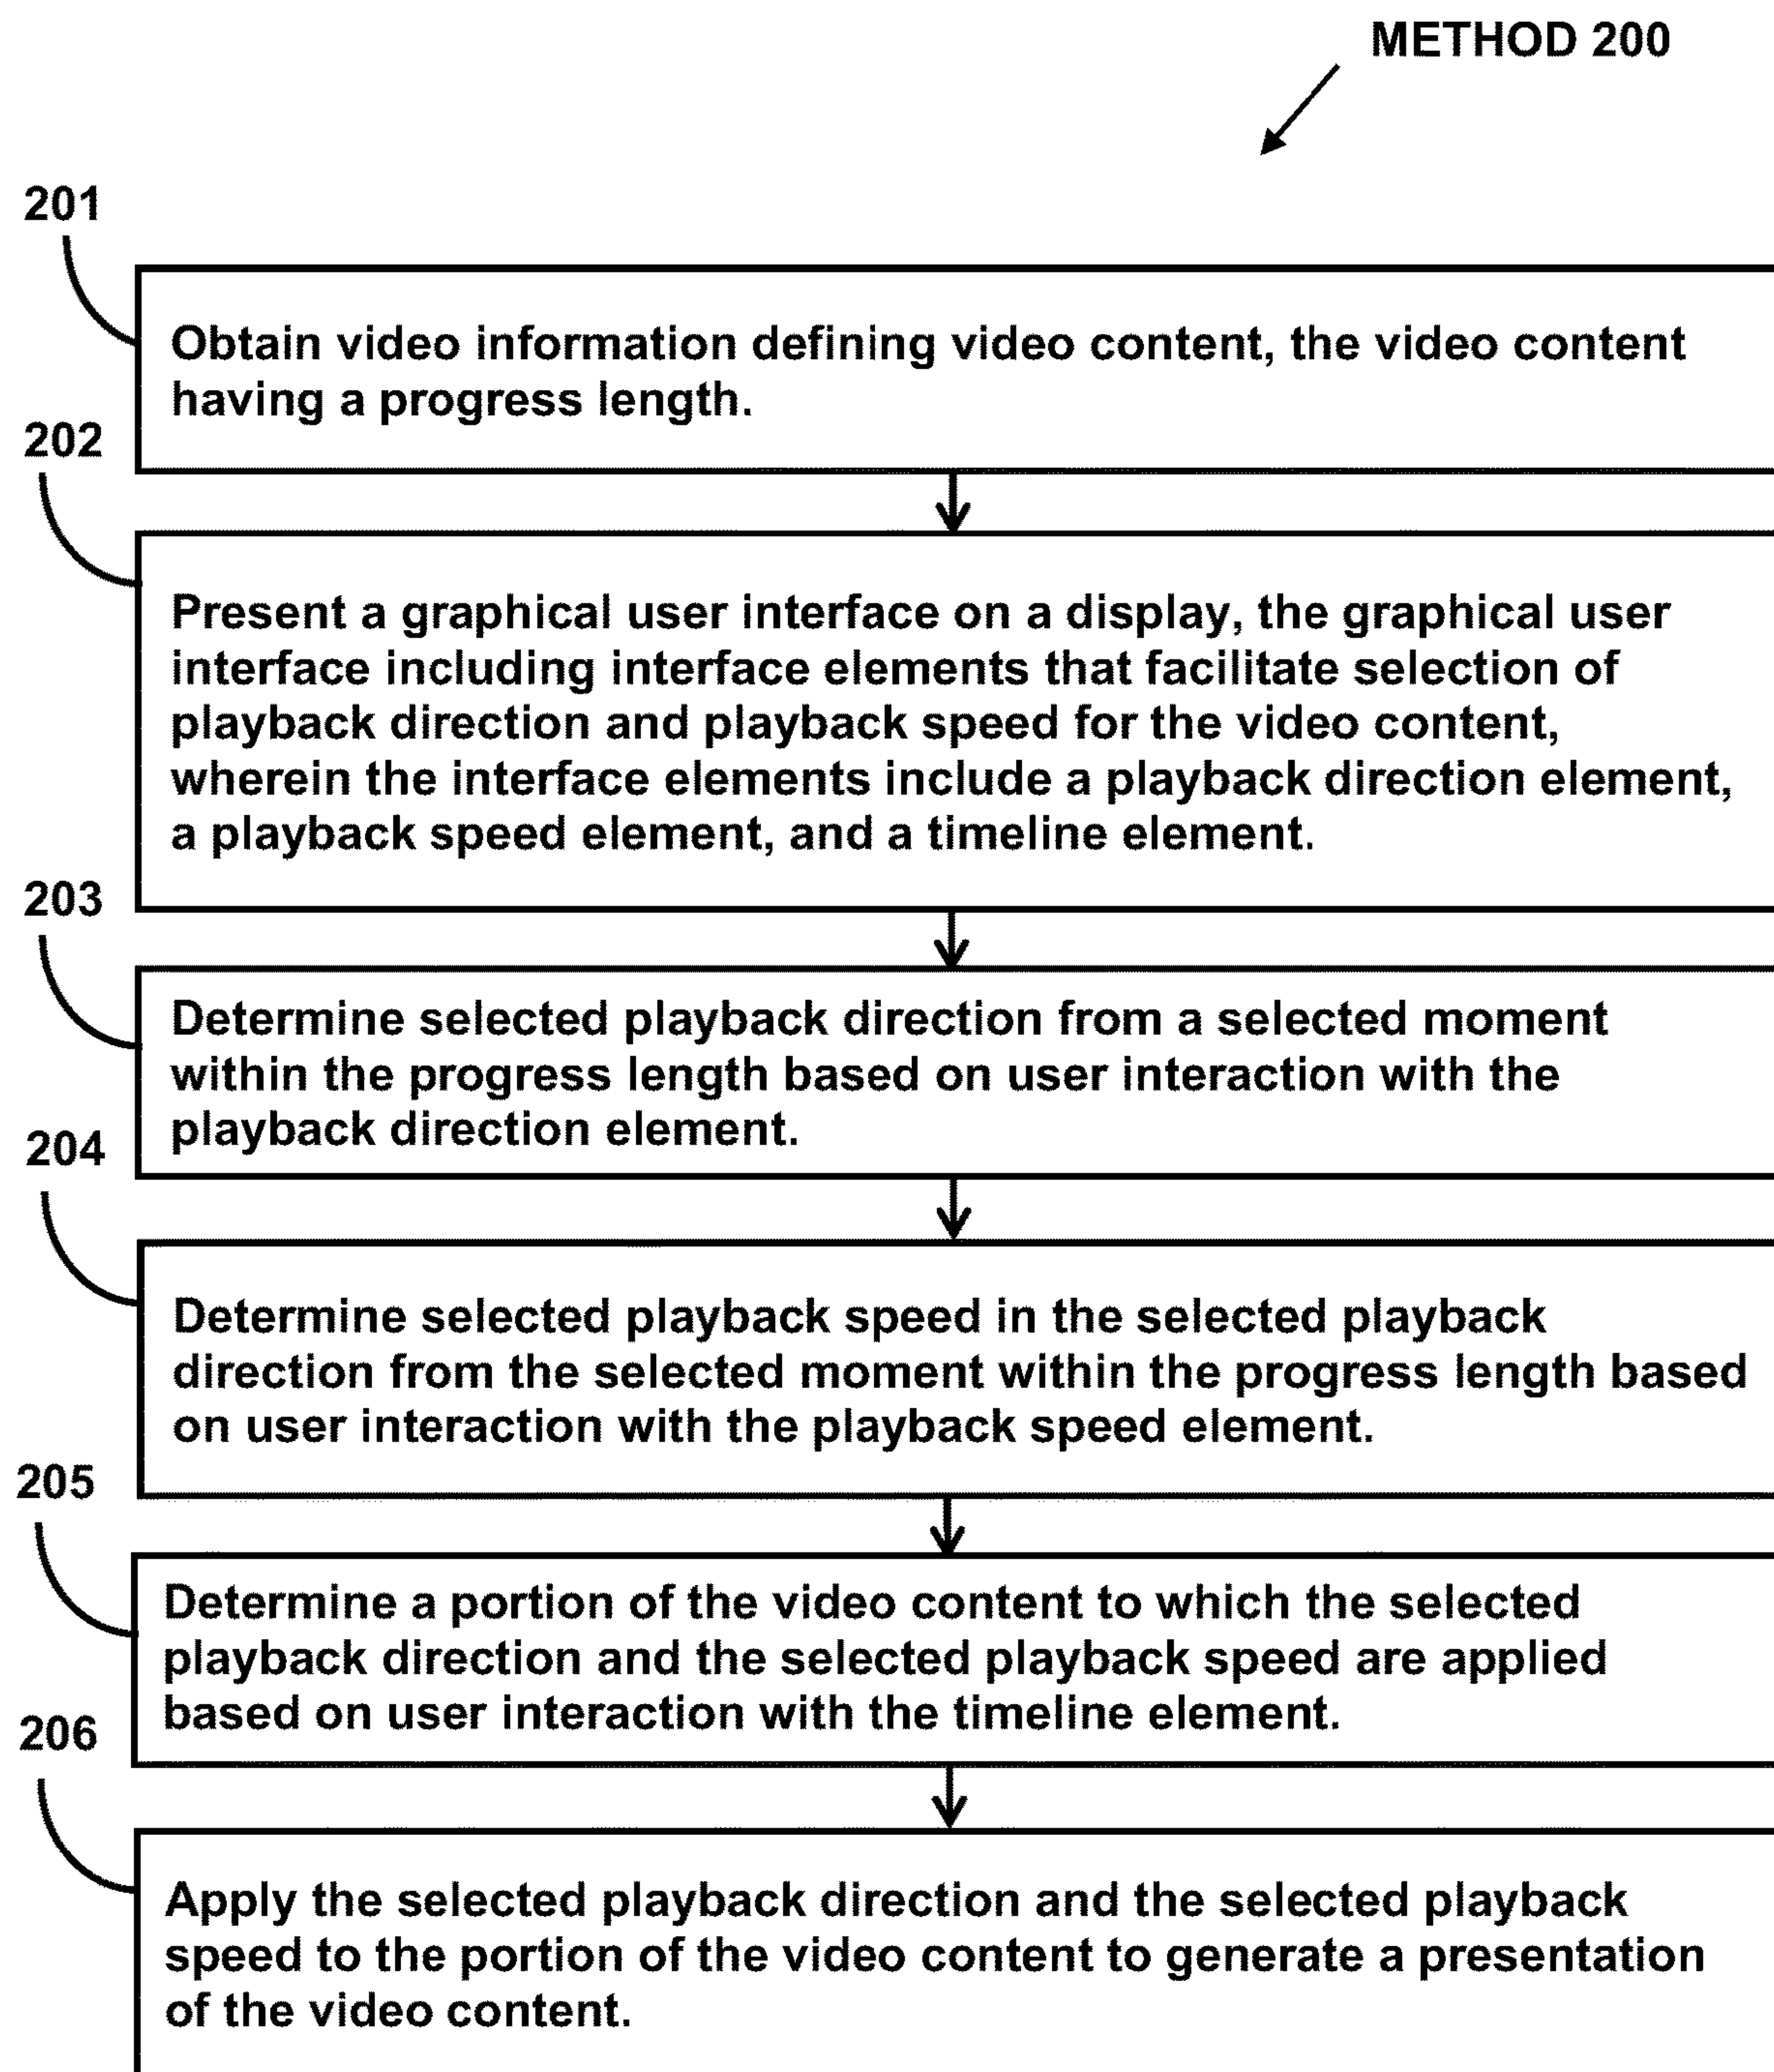 METHOD 200
201
Obtain video information defining video content, the video content
having a progress length.
202
Present a graphical user interface on a display, the graphical user
interface including interface elements that facilitate selection of
playback direction and playback speed for the video content,
wherein the interface elements include a playback direction element,
a playback speed element, and a timeline element.
203
Determine selected playback direction from a selected moment
within the progress length based on user interaction with the
playback direction element.
204
Determine selected playback speed in the selected playback
direction from the selected moment within the progress length based
on user interaction with the playback speed element.
205
Determine a portion of the video content to which the selected
playback direction and the selected playback speed are applied
based on user interaction with the timeline element.
206
Apply the selected playback direction and the selected playback
speed to the portion of the video content to generate a presentation
of the video content.